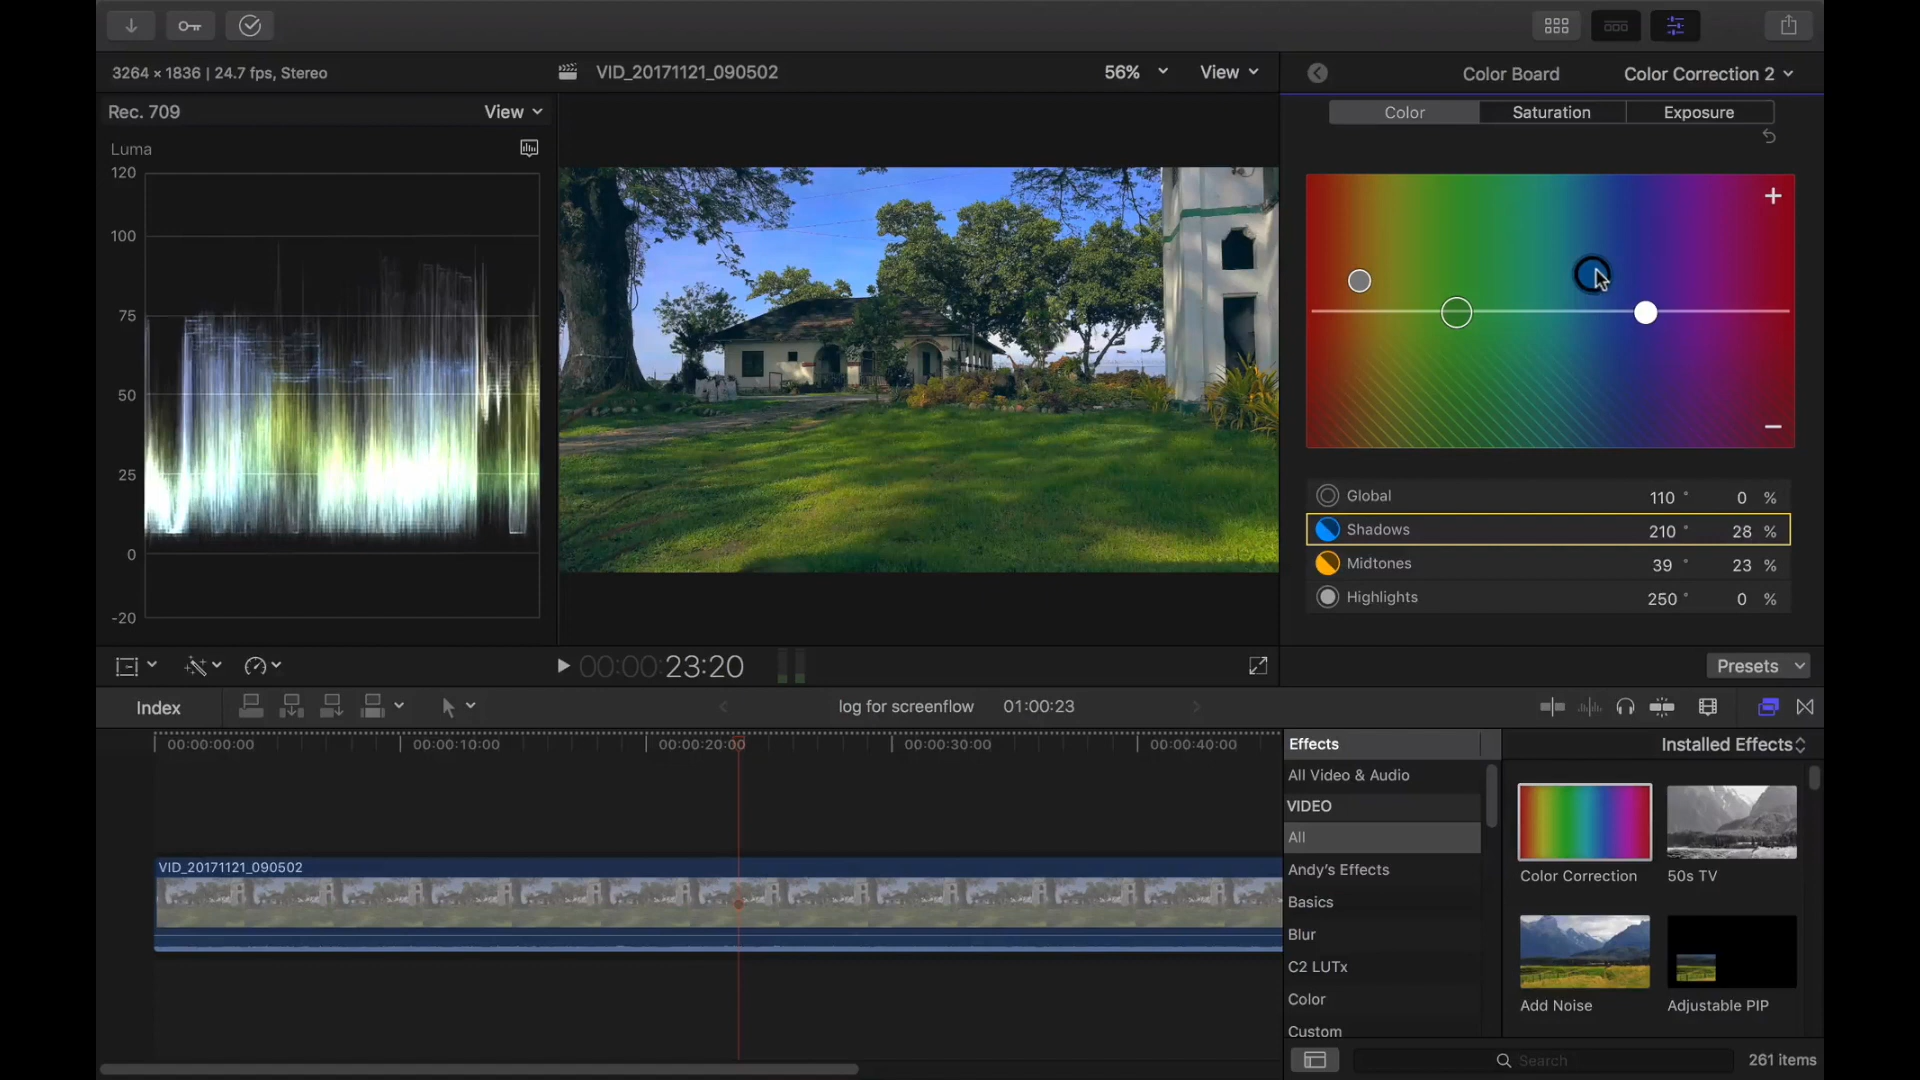 3264 × 1836 | 24.7 fps, Stereo
VID_20171121_090502
56%
View
Color Board
Color Correction 2
Rec. 709
View
Color
Saturation
Exposure
Luma
120
100
75
50
25
0
-20
Global
110 °
0 %
Shadows
210 °
28 %
Midtones
39 °
23 %
Highlights
250 °
0 %
00:00:23:20
Presets
Index
log for screenflow
01:00:23
00:00:00:00
00:00:10:00
00:00:20:00
00:00:30:00
00:00:40:00
VID_20171121_090502
Effects
Installed Effects
All Video & Audio
VIDEO
All
Andy's Effects
Basics
Blur
C2 LUTx
Color
Custom
Color Correction
50s TV
Add Noise
Adjustable PIP
Search
261 items